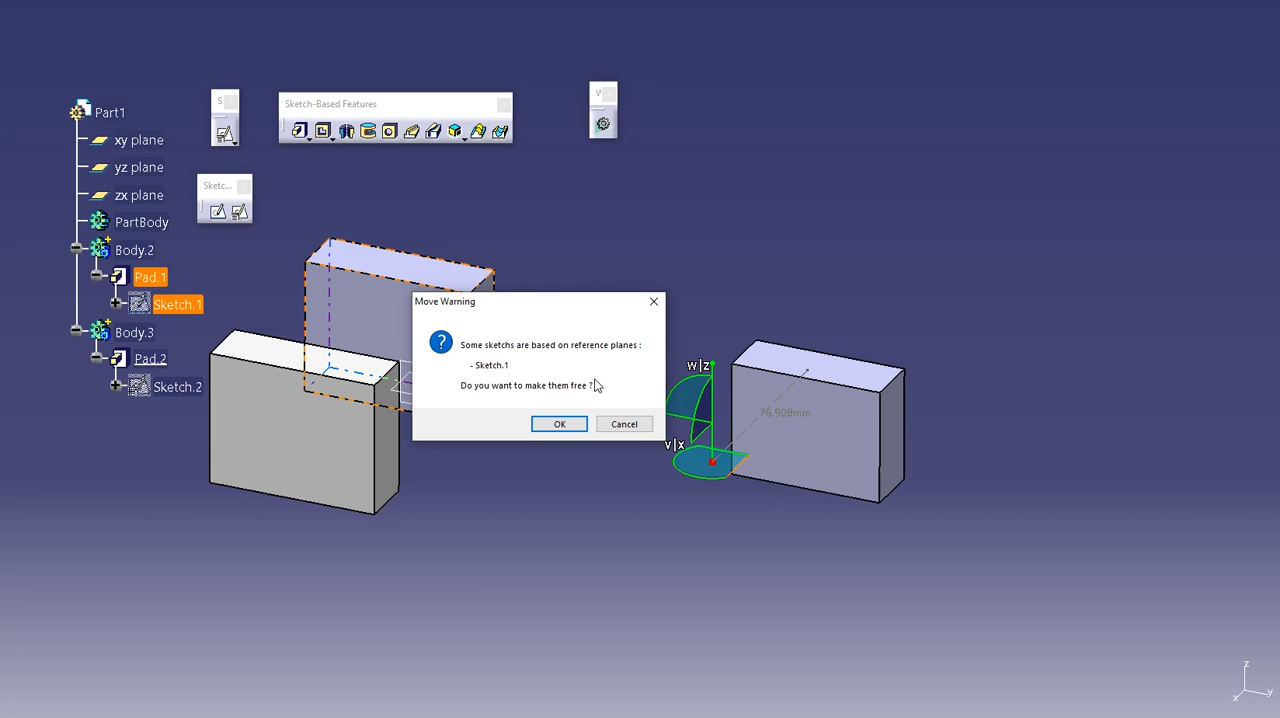 Part1
xy plane
yz plane
zx plane
PartBody
Body.2
Pad.1
Sketch.1
Body.3
Pad.2
Sketch.2
S
Sketch-Based Features
Sketc...
Move Warning
Some sketchs are based on reference planes :
- Sketch.1
Do you want to make them free ?
OK
Cancel
w|z
v|x
76.908mm
z
x
y